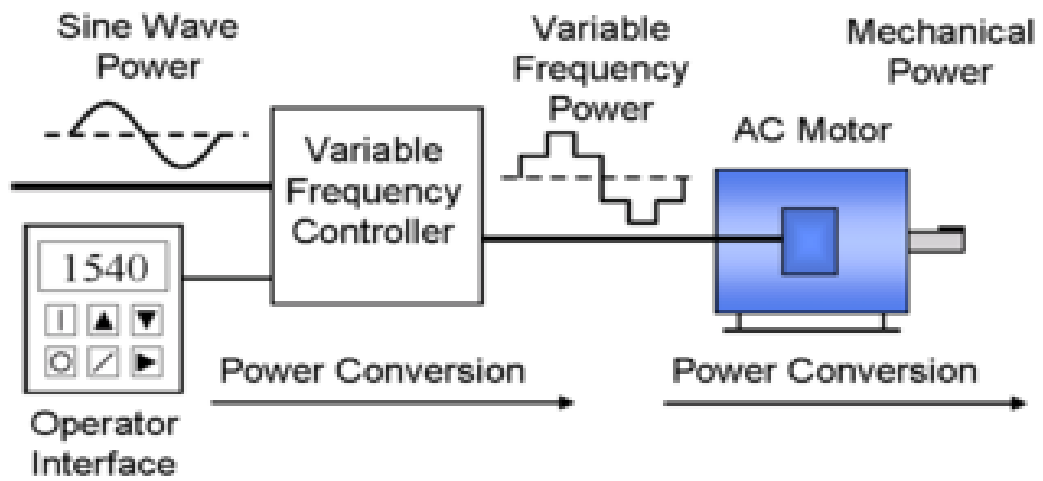 Sine Wave
Power
Variable
Frequency
Power
Mechanical
Power
AC Motor
Variable
Frequency
Controller
1540
Power Conversion
Power Conversion
Operator
Interface